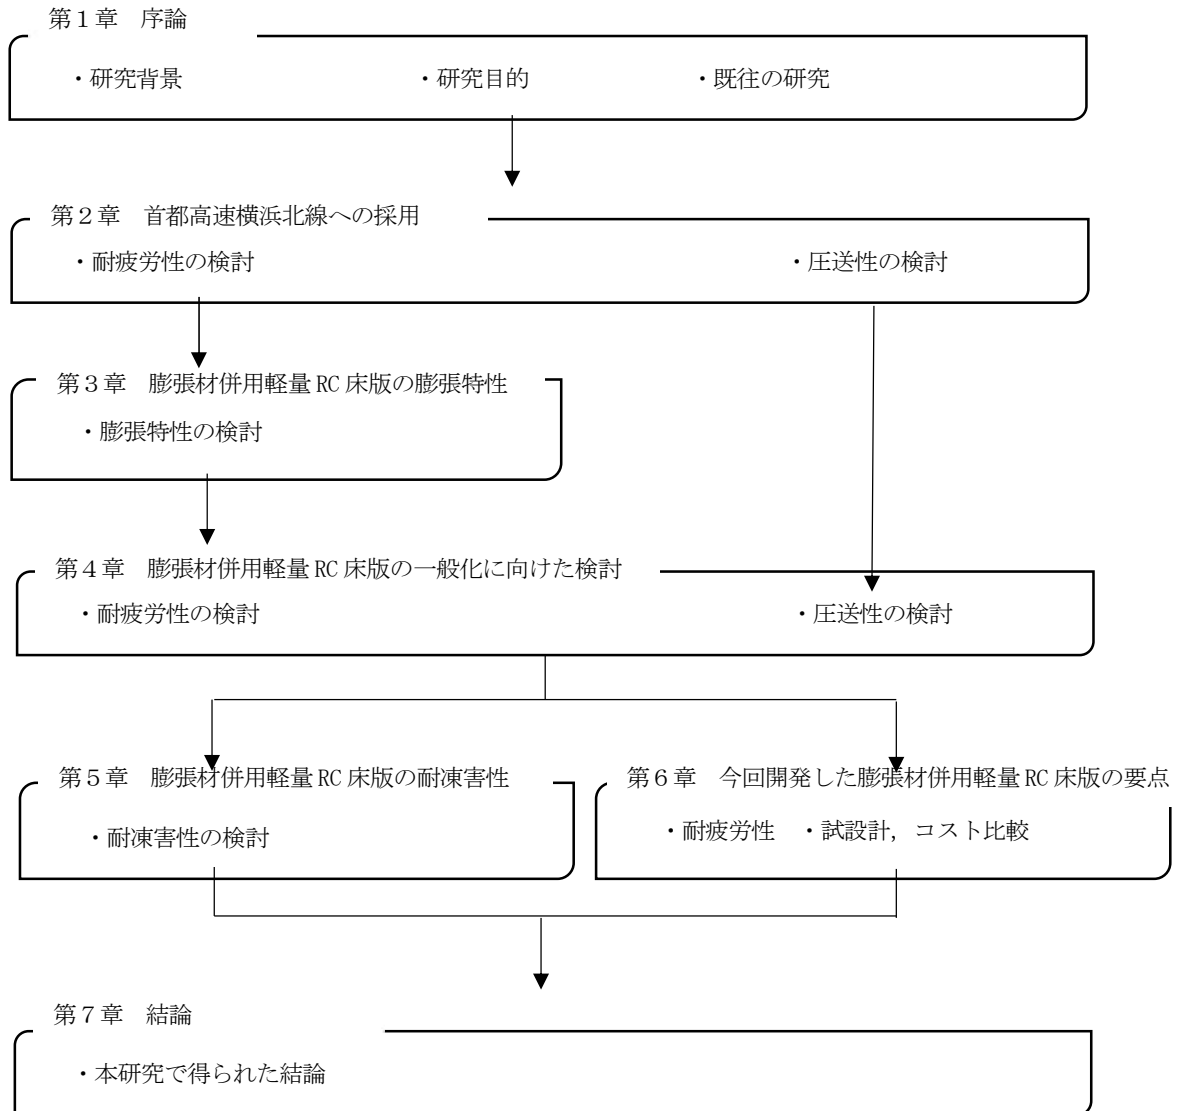 第１章　序論
・研究背景　・研究目的　・既往の研究
第２章　首都高速横浜北線への採用
・耐疲労性の検討　・圧送性の検討
第３章　膨張材併用軽量 RC 床版の膨張特性
・膨張特性の検討
第４章　膨張材併用軽量 RC 床版の一般化に向けた検討
・耐疲労性の検討　・圧送性の検討
第５章　膨張材併用軽量 RC 床版の耐凍害性
・耐凍害性の検討
第６章　今回開発した膨張材併用軽量 RC 床版の要点
・耐疲労性　・試設計，コスト比較
第７章　結論
・本研究で得られた結論